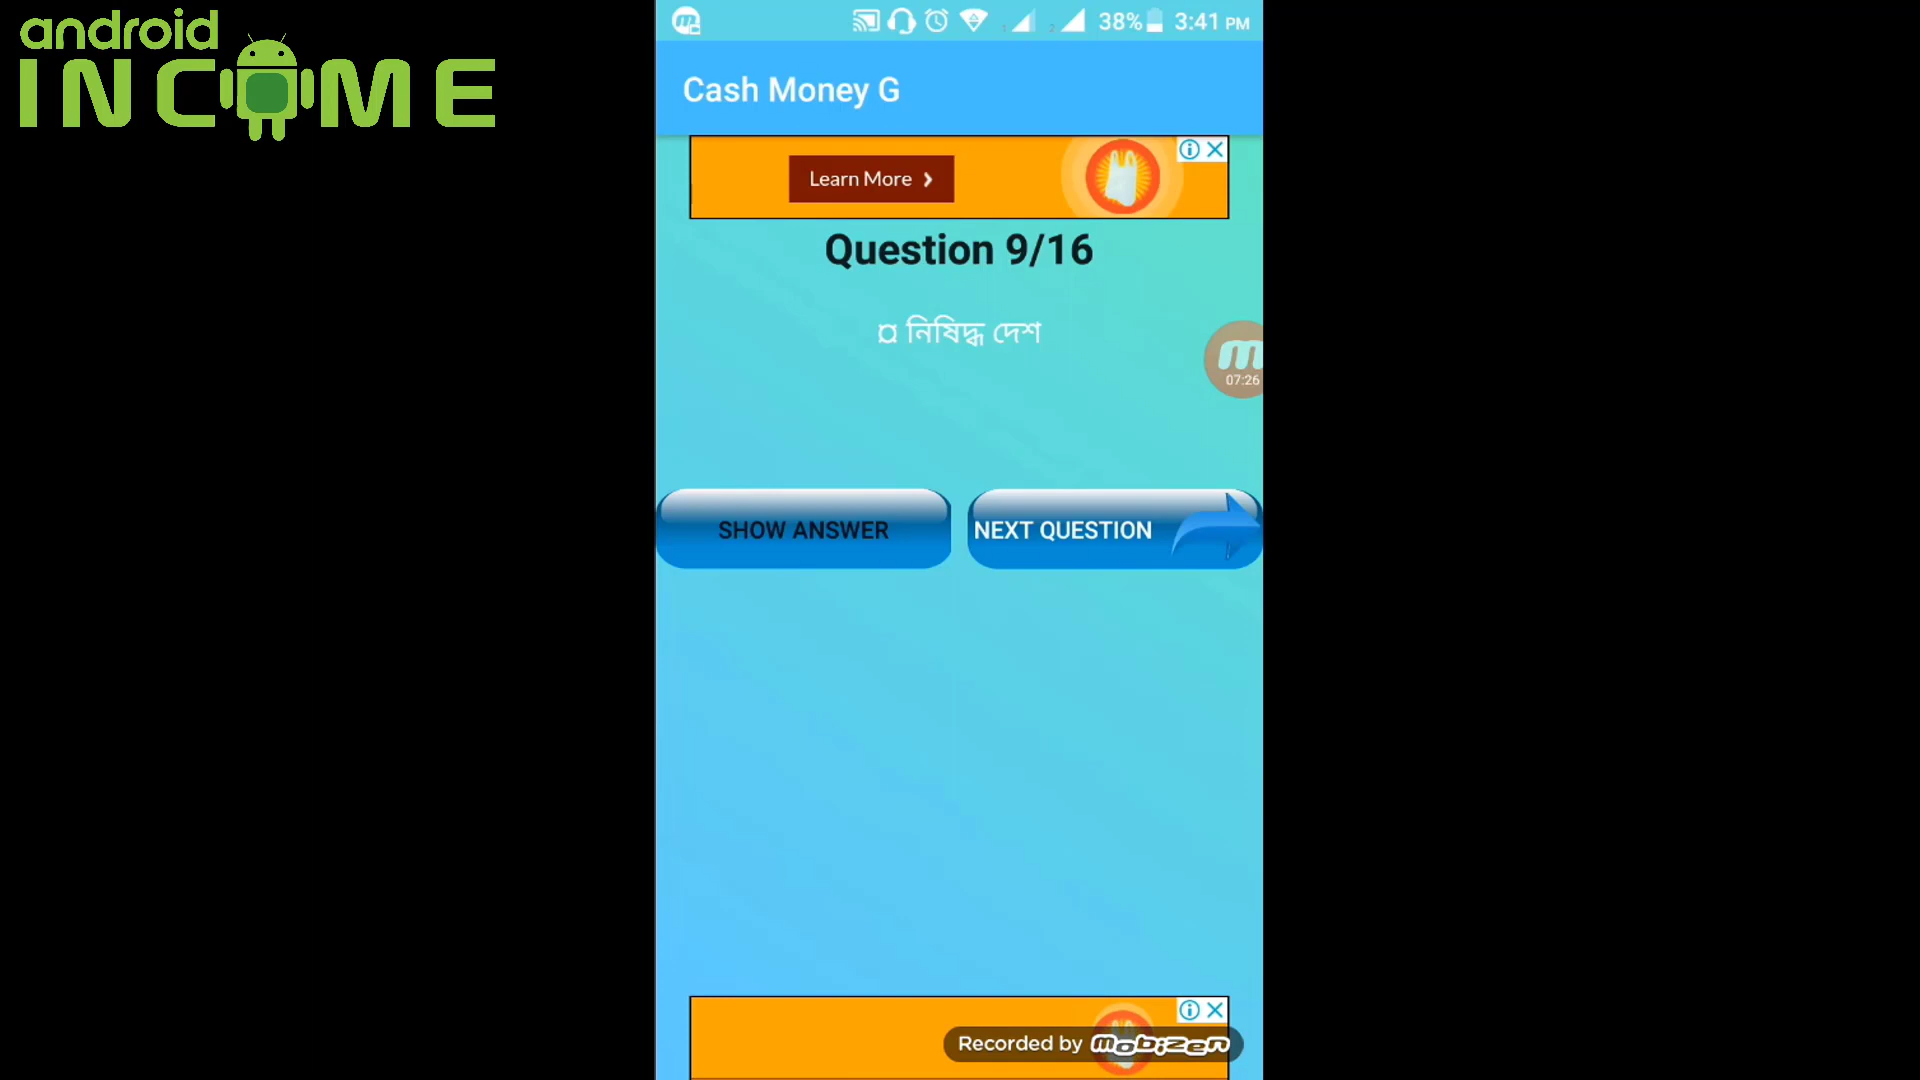 android
INCOME
38% 3:41 PM
Cash Money G
Learn More
Question 9/16
¤ নিষিদ্ধ দেশ
07:26
SHOW ANSWER
NEXT QUESTION
Recorded by mobizen